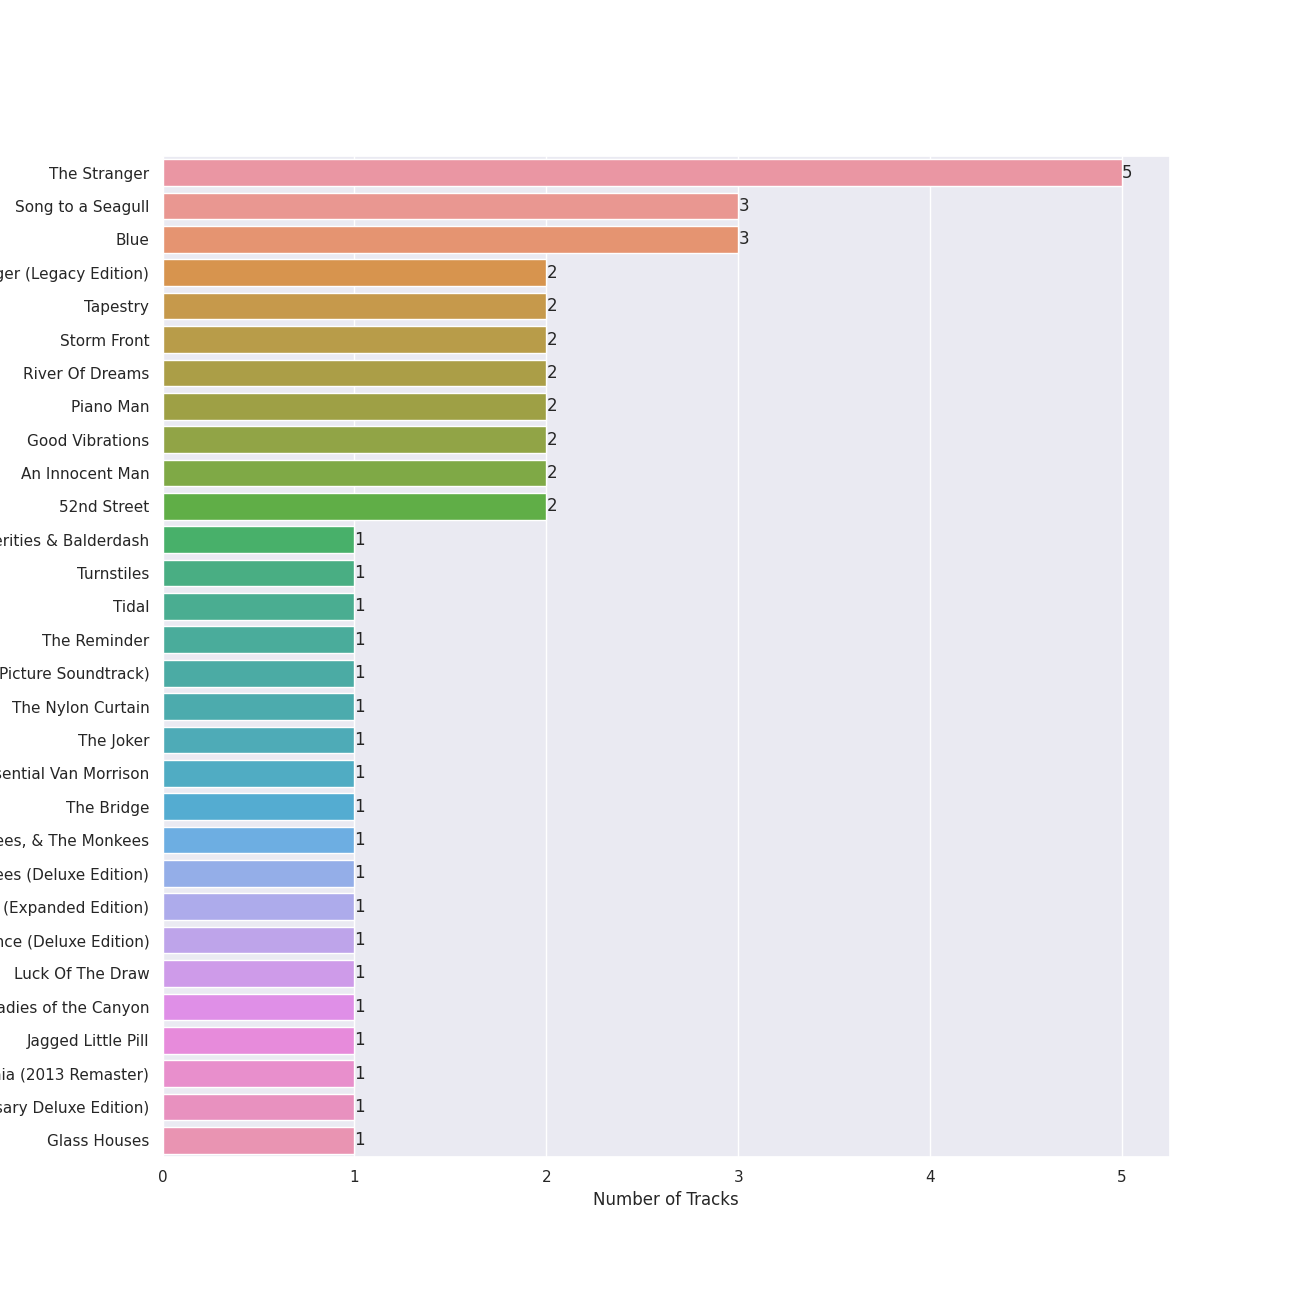 The Stranger 5
Song to a Seagull 3
Blue 3
ger (Legacy Edition) 2
Tapestry 2
Storm Front 2
River Of Dreams 2
Piano Man 2
Good Vibrations 2
An Innocent Man 2
52nd Street 2
erities & Balderdash 1
Turnstiles 1
Tidal 1
The Reminder 1
Picture Soundtrack) 1
The Nylon Curtain 1
The Joker 1
sential Van Morrison 1
The Bridge 1
ees, & The Monkees 1
ees (Deluxe Edition) 1
(Expanded Edition) 1
nce (Deluxe Edition) 1
Luck Of The Draw 1
adies of the Canyon 1
Jagged Little Pill 1
nia (2013 Remaster) 1
sary Deluxe Edition) 1
Glass Houses 1
0 1 2 3 4 5
Number of Tracks